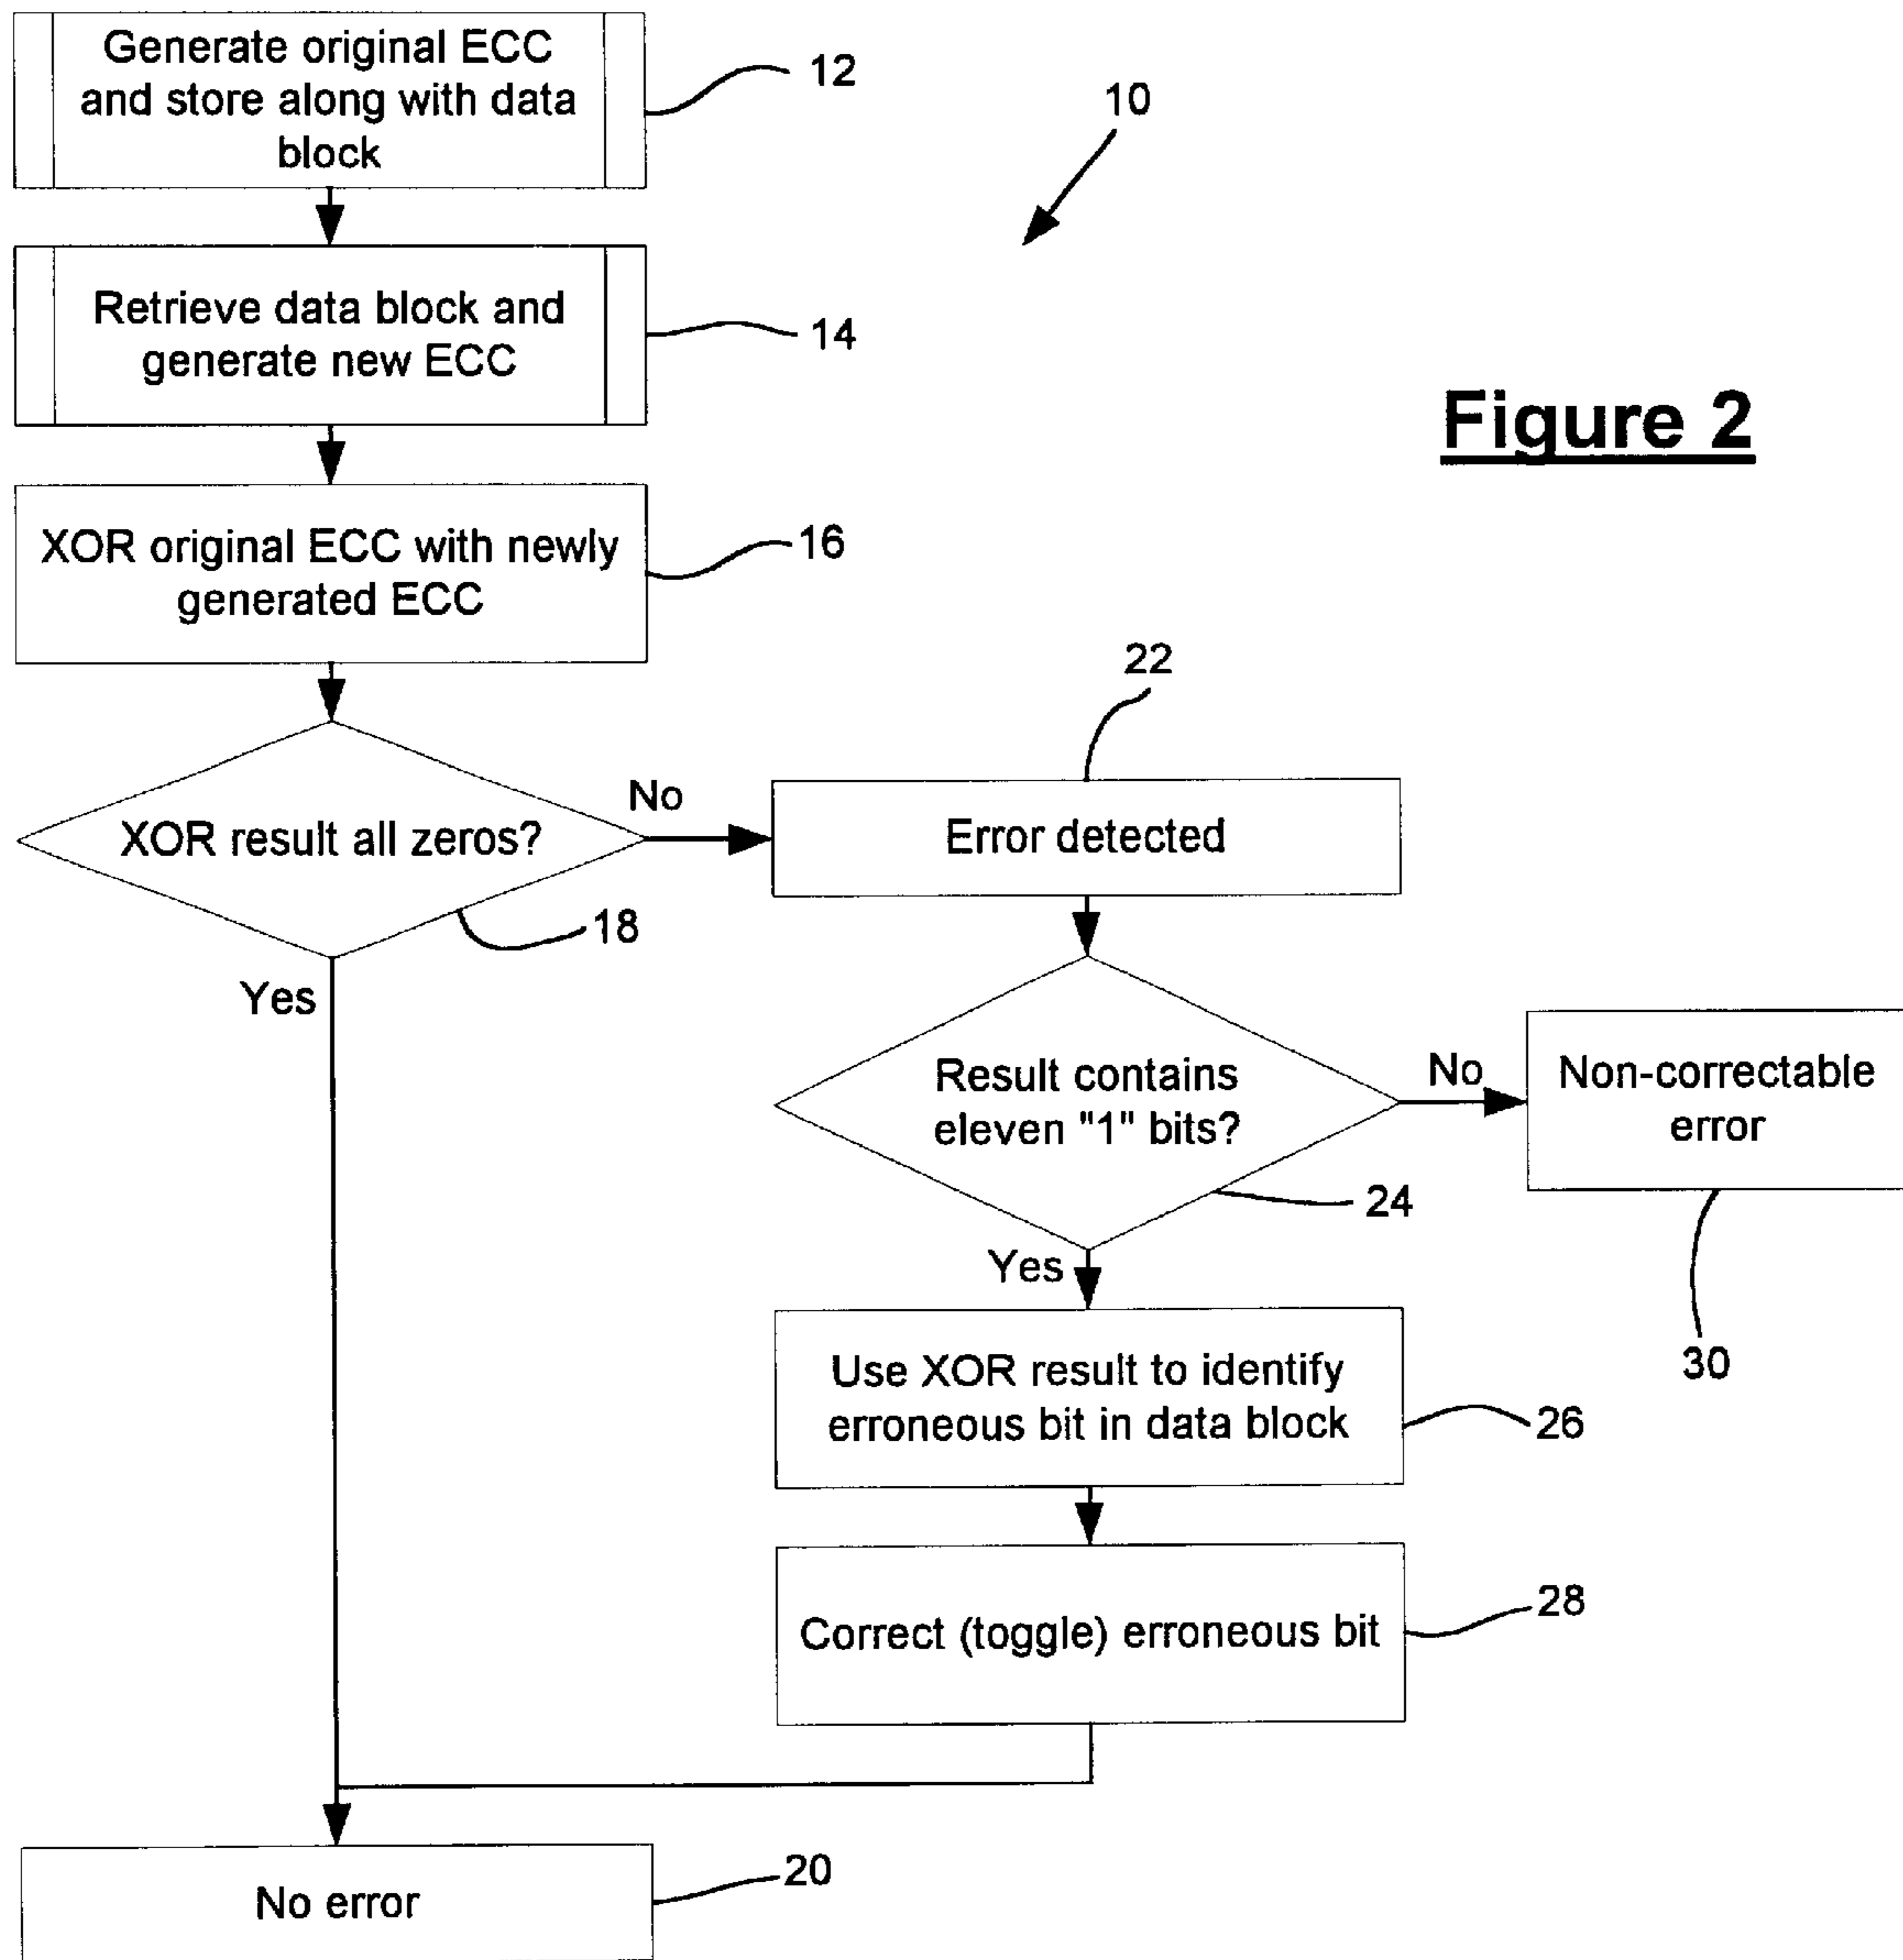 Generate original ECC
and store along with data
block
12
10
Retrieve data block and
generate new ECC
14
Figure 2
XOR original ECC with newly
generated ECC
16
22
XOR result all zeros?
No
Error detected
18
Yes
Result contains
eleven "1" bits?
No
Non-correctable
error
24
Yes
30
Use XOR result to identify
erroneous bit in data block
26
Correct (toggle) erroneous bit
28
No error
20